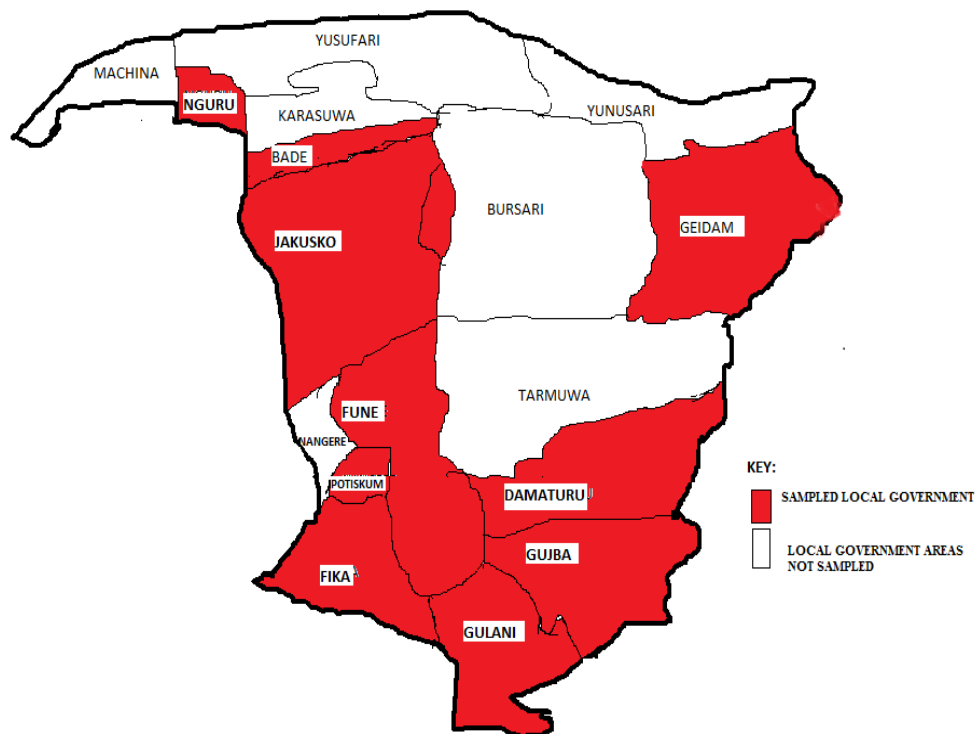 YUSUFARI
MACHINA
NGURU
KARASUWA
YUNUSARI
BADE
BURSARI
GEIDAM
JAKUSKO
TARMUWA
FUNE
NANGERE
POTISKUM
DAMATURU
GUJBA
FIKA
GULANI
KEY:
SAMPLED LOCAL GOVERNMENT
LOCAL GOVERNMENT AREAS
NOT SAMPLED